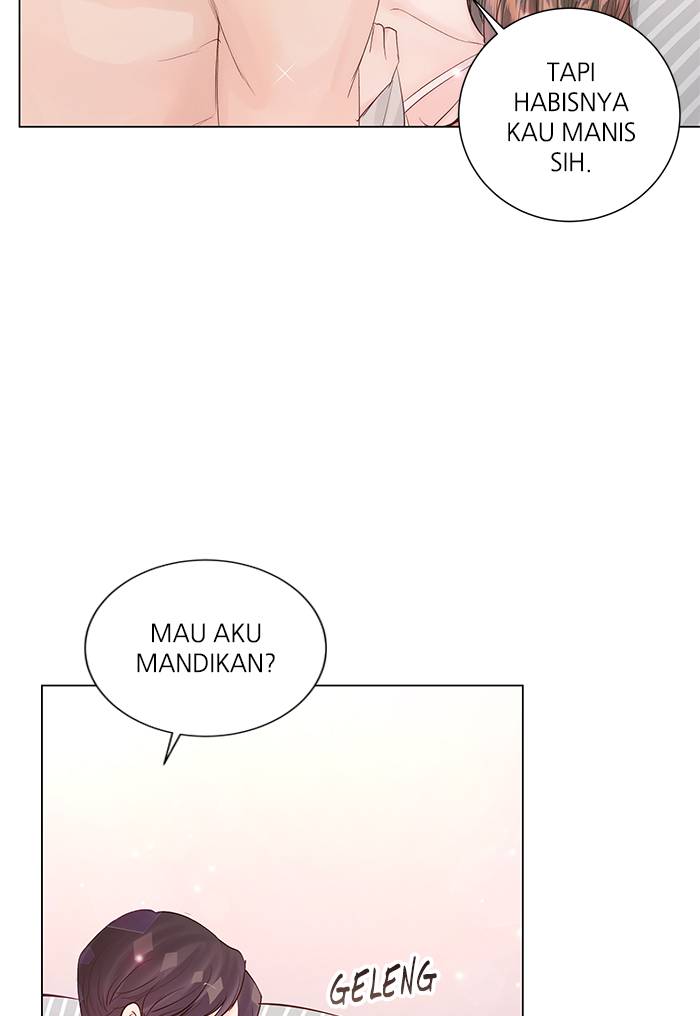 TAPI
HABISNYA
KAU MANIS
SIH.
MAU AKU
MANDIKAN?
GELENG